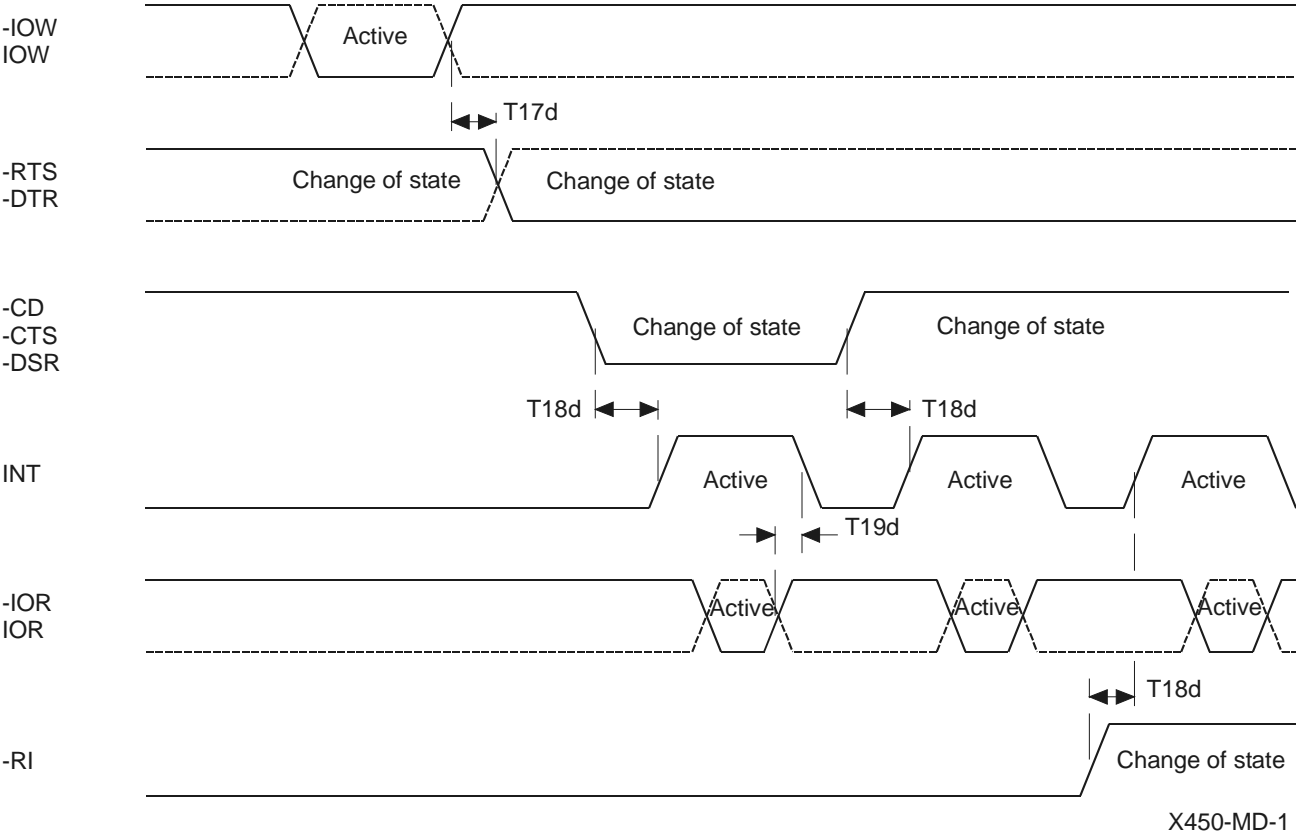 -IOW
IOW
Active
T17d
-RTS
-DTR
Change of state
Change of state
-CD
-CTS
-DSR
Change of state
Change of state
T18d
T18d
INT
Active
Active
Active
T19d
-IOR
IOR
Active
Active
Active
T18d
-RI
Change of state
X450-MD-1